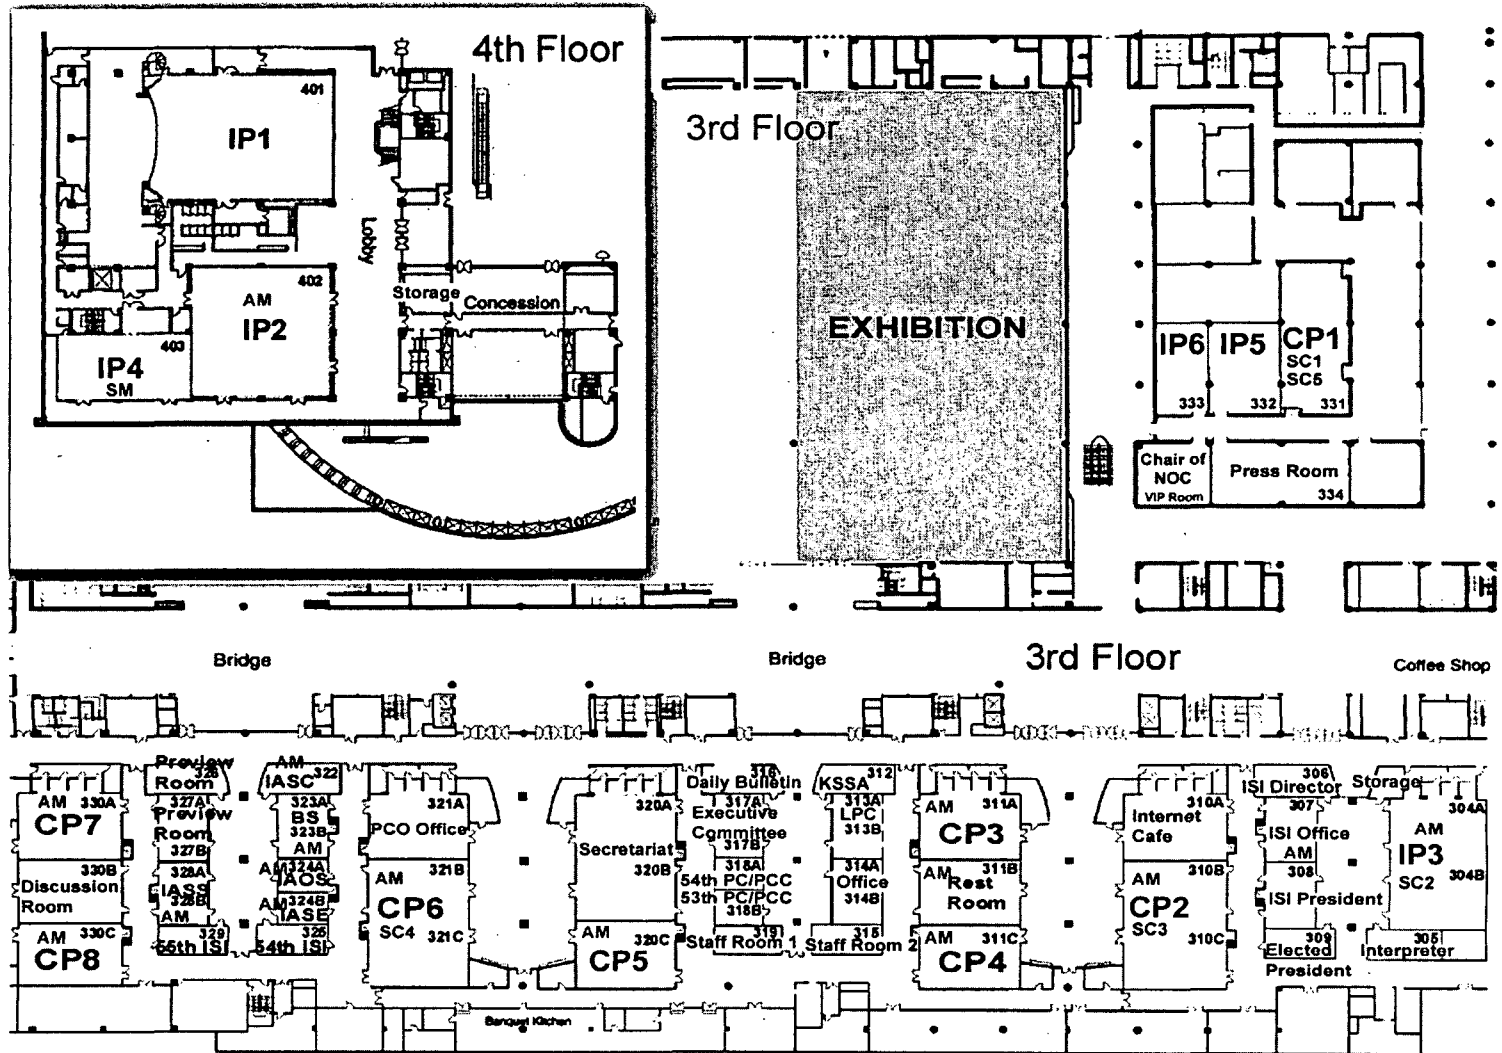 4th Floor
401
IP1
Lobby
402
AM
IP2
403
IP4
SM
Storage
Concession
3rd Floor
EXHIBITION
IP6
333
IP5
332
CP1
SC1
SC5
331
Chair of
NOC
VIP Room
Press Room
334
Bridge
Bridge
3rd Floor
Coffee Shop
AM 330A
CP7
330B
Discussion
Room
AM 330C
CP8
Preview
Room 326
327A
Preview
Room
327B
328A
IASS
328B
AM
329
55th ISI
AM
IASC 322
323A
BS
323B
AM
AM 324A
IAOS
AM 324B
IASE
325
54th ISI
321A
PCO Office
AM 321B
CP6
SC4 321C
320A
Secretariat
320B
AM 320C
CP5
316
Daily Bulletin
317A
Executive
Committee
317B
318A
54th PC/PCC
53th PC/PCC
318B
319
Staff Room 1
KSSA 312
313A
LPC
313B
314A
Office
314B
315
Staff Room 2
AM 311A
CP3
AM 311B
Rest
Room
AM 311C
CP4
310A
Internet
Cafe
AM 310B
CP2
SC3 310C
306
ISI Director
307
ISI Office
AM
308
ISI President
309
Elected
President
Storage
304A
AM
IP3
SC2 304B
305
Interpreter
Banquet Kitchen